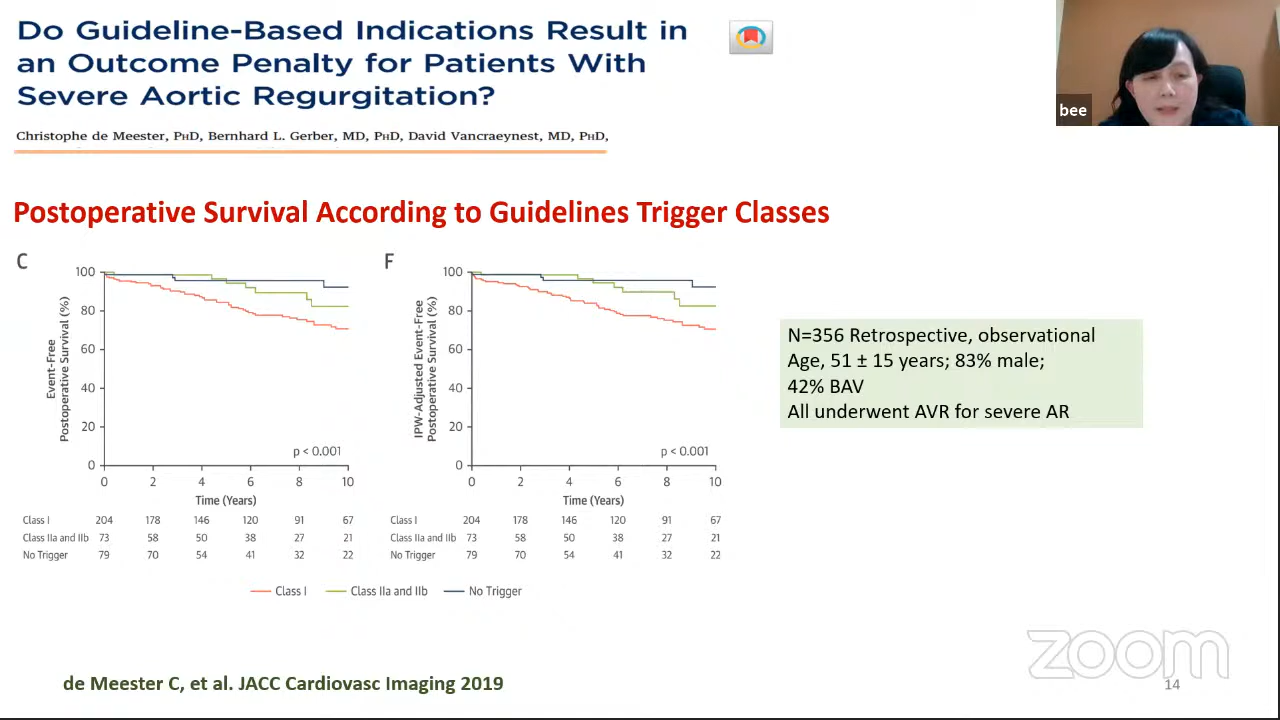 Do Guideline-Based Indications Result in
an Outcome Penalty for Patients With
Severe Aortic Regurgitation?
bee
Christophe de Meester, PhD, Bernhard L. Gerber, MD, PhD, David Vancraeynest, MD, PhD,
Postoperative Survival According to Guidelines Trigger Classes
C
100
80
60
40
20
0
Event-Free
Postoperative Survival (%)
p < 0.001
0 2 4 6 8 10
Time (Years)
Class I 204 178 146 120 91 67
Class IIa and IIb 73 58 50 38 27 21
No Trigger 79 70 54 41 32 22
F
100
80
60
40
20
0
IPW-Adjusted Event-Free
Postoperative Survival (%)
p < 0.001
0 2 4 6 8 10
Time (Years)
Class I 204 178 146 120 91 67
Class IIa and IIb 73 58 50 38 27 21
No Trigger 79 70 54 41 32 22
Class I Class IIa and IIb No Trigger
N=356 Retrospective, observational
Age, 51 ± 15 years; 83% male;
42% BAV
All underwent AVR for severe AR
de Meester C, et al. JACC Cardiovasc Imaging 2019
zoom
14